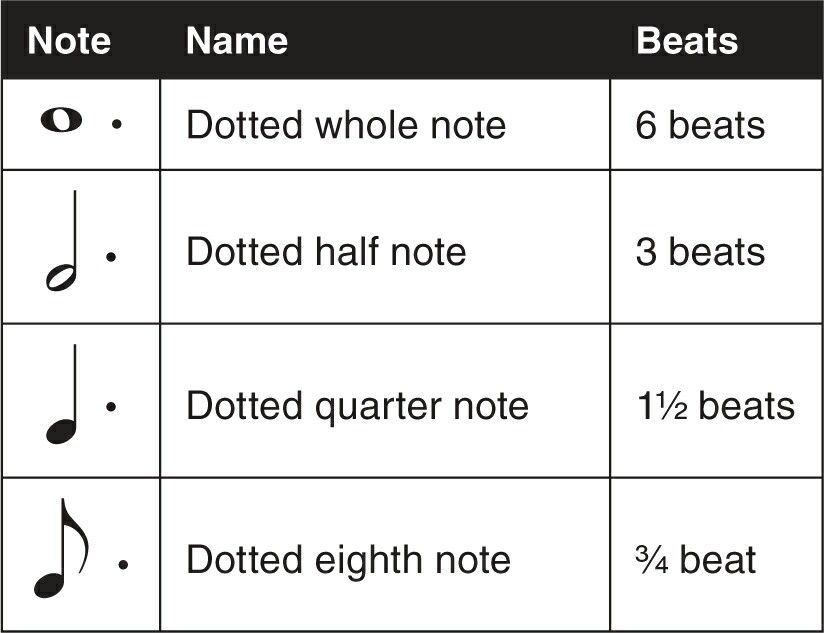 Note Name Beats
Dotted whole note 6 beats
Dotted half note 3 beats
Dotted quarter note 1½ beats
Dotted eighth note ¾ beat